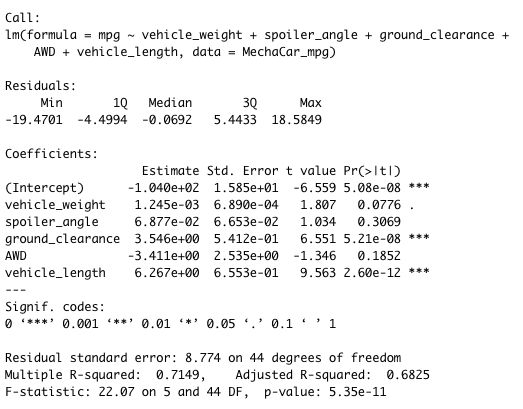 Call:
lm(formula = mpg ~ vehicle_weight + spoiler_angle + ground_clearance +
    AWD + vehicle_length, data = MechaCar_mpg)

Residuals:
     Min       1Q   Median       3Q      Max
-19.4701  -4.4994  -0.0692   5.4433  18.5849

Coefficients:
                   Estimate Std. Error t value Pr(>|t|)
(Intercept)      -1.040e+02  1.585e+01  -6.559 5.08e-08 ***
vehicle_weight    1.245e-03  6.890e-04   1.807   0.0776 .
spoiler_angle     6.877e-02  6.653e-02   1.034   0.3069
ground_clearance  3.546e+00  5.412e-01   6.551 5.21e-08 ***
AWD              -3.411e+00  2.535e+00  -1.346   0.1852
vehicle_length    6.267e+00  6.553e-01   9.563 2.60e-12 ***
---
Signif. codes:
0 ‘***’ 0.001 ‘**’ 0.01 ‘*’ 0.05 ‘.’ 0.1 ‘ ’ 1

Residual standard error: 8.774 on 44 degrees of freedom
Multiple R-squared:  0.7149,    Adjusted R-squared:  0.6825
F-statistic: 22.07 on 5 and 44 DF,  p-value: 5.35e-11